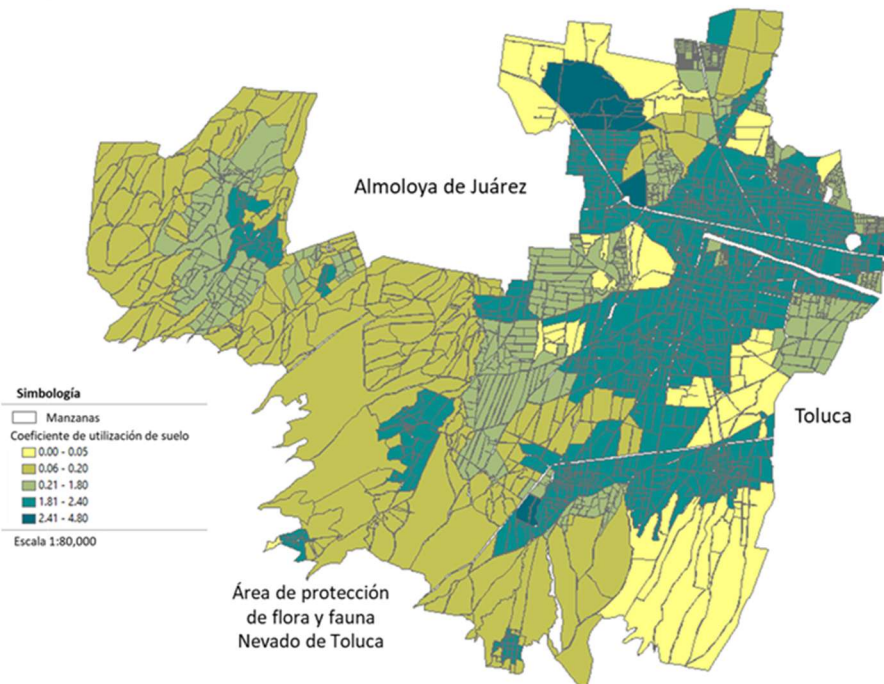 Almoloya de Juárez
Simbología
Manzanas
Coeficiente de utilización de suelo
0.00 - 0.05
0.06 - 0.20
0.21 - 1.80
1.81 - 2.40
2.41 - 4.80
Escala 1:80,000
Toluca
Área de protección
de flora y fauna
Nevado de Toluca